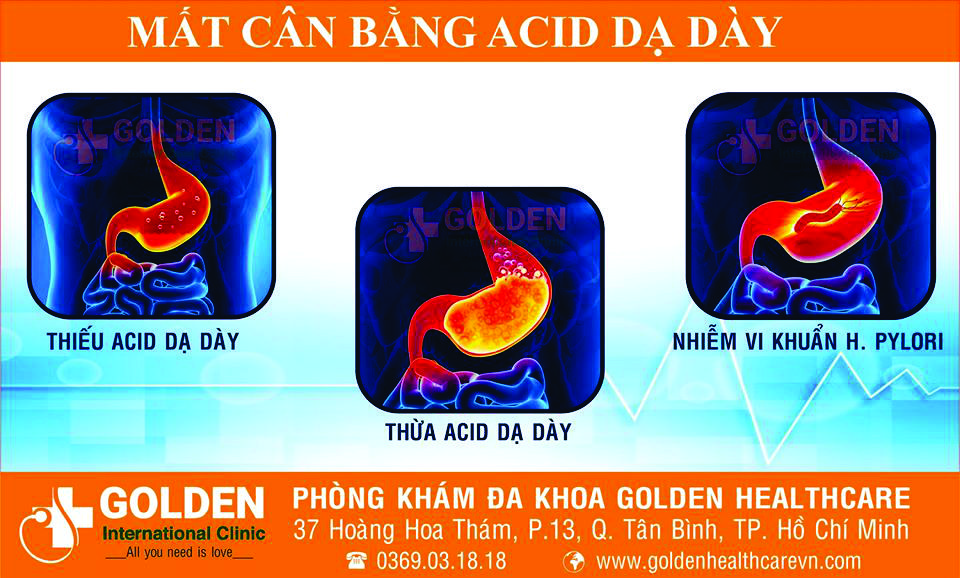 MẤT CÂN BẰNG ACID DẠ DÀY
GOLDEN
THIẾU ACID DẠ DÀY
GOLDEN
THỪA ACID DẠ DÀY
GOLDEN
NHIỄM VI KHUẨN H. PYLORI
GOLDEN
International Clinic
All you need is love
PHÒNG KHÁM ĐA KHOA GOLDEN HEALTHCARE
37 Hoàng Hoa Thám, P.13, Q. Tân Bình, TP. Hồ Chí Minh
0369.03.18.18
www.goldenhealthcarevn.com